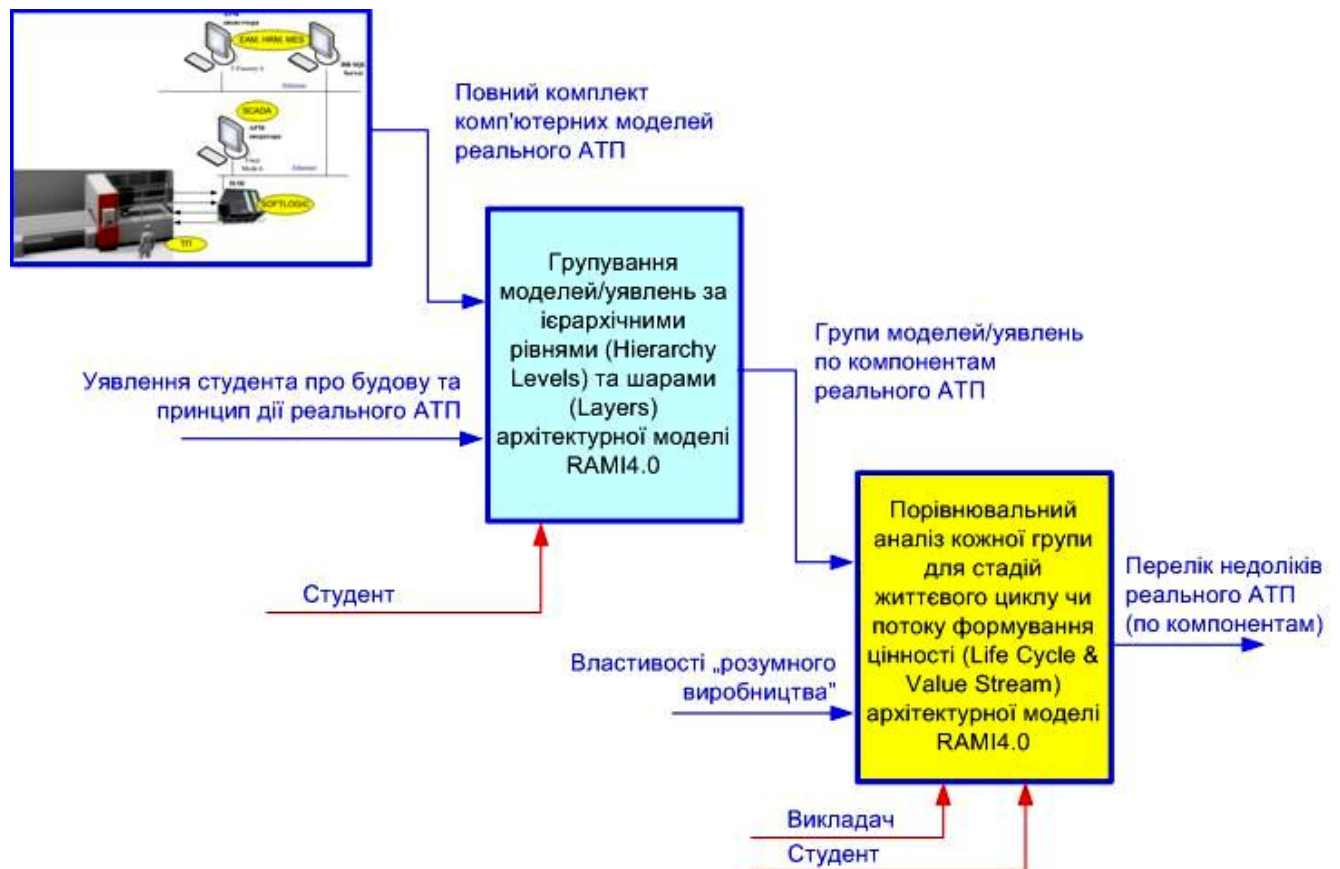 EAM, HRM, MES
Ethernet
SCADA
Ethernet
SOFTLOGIC
ТП
Повний комплект
комп'ютерних моделей
реального АТП
Групування
моделей/уявлень за
ієрархічними
рівнями (Hierarchy
Levels) та шарами
(Layers)
архітектурної моделі
RAMI4.0
Уявлення студента про будову та
принцип дії реального АТП
Студент
Групи моделей/уявлень
по компонентам
реального АТП
Порівнювальний
аналіз кожної групи
для стадій
життєвого циклу чи
потоку формування
цінності (Life Cycle &
Value Stream)
архітектурної моделі
RAMI4.0
Перелік недоліків
реального АТП
(по компонентам)
Властивості „розумного
виробництва"
Викладач
Студент